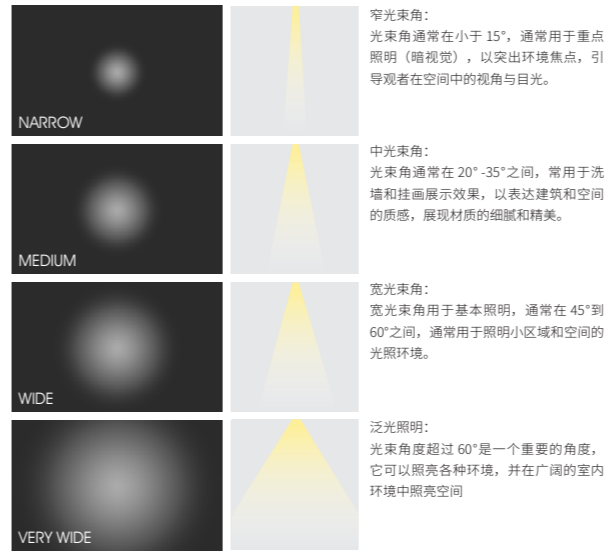 窄光束角：
光束角通常在小于 15°，通常用于重点
照明（暗视觉），以突出环境焦点，引
导观者在空间中的视角与目光。
NARROW
中光束角：
光束角通常在 20° -35°之间，常用于洗
墙和挂画展示效果，以表达建筑和空间
的质感，展现材质的细腻和精美。
MEDIUM
宽光束角：
宽光束角用于基本照明，通常在 45°到
60°之间，通常用于照明小区域和空间的
光照环境。
WIDE
泛光照明：
光束角度超过 60°是一个重要的角度，
它可以照亮各种环境，并在广阔的室内
环境中照亮空间
VERY WIDE